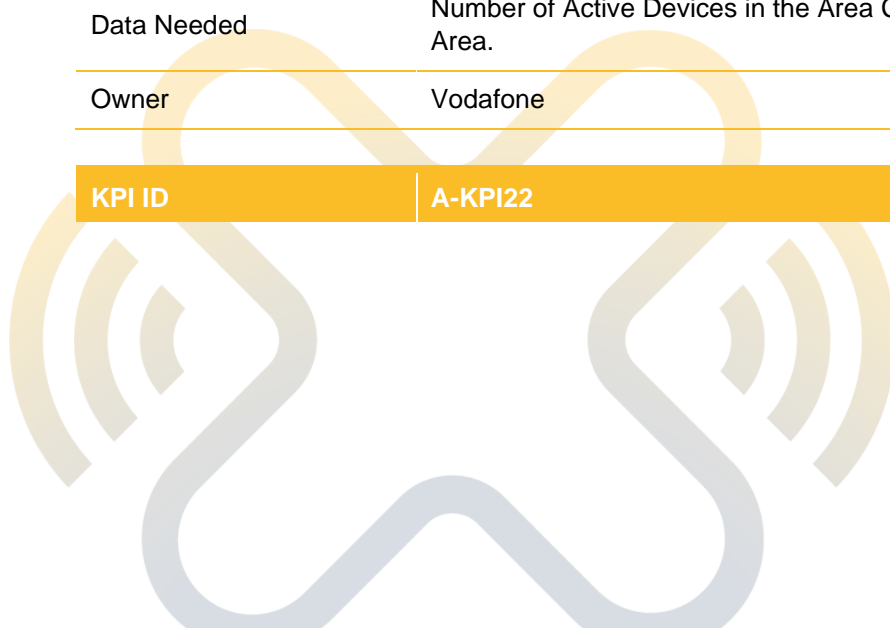 Data Needed
Number of Active Devices in the Area
Area.
Owner Vodafone
KPI ID A-KPI22